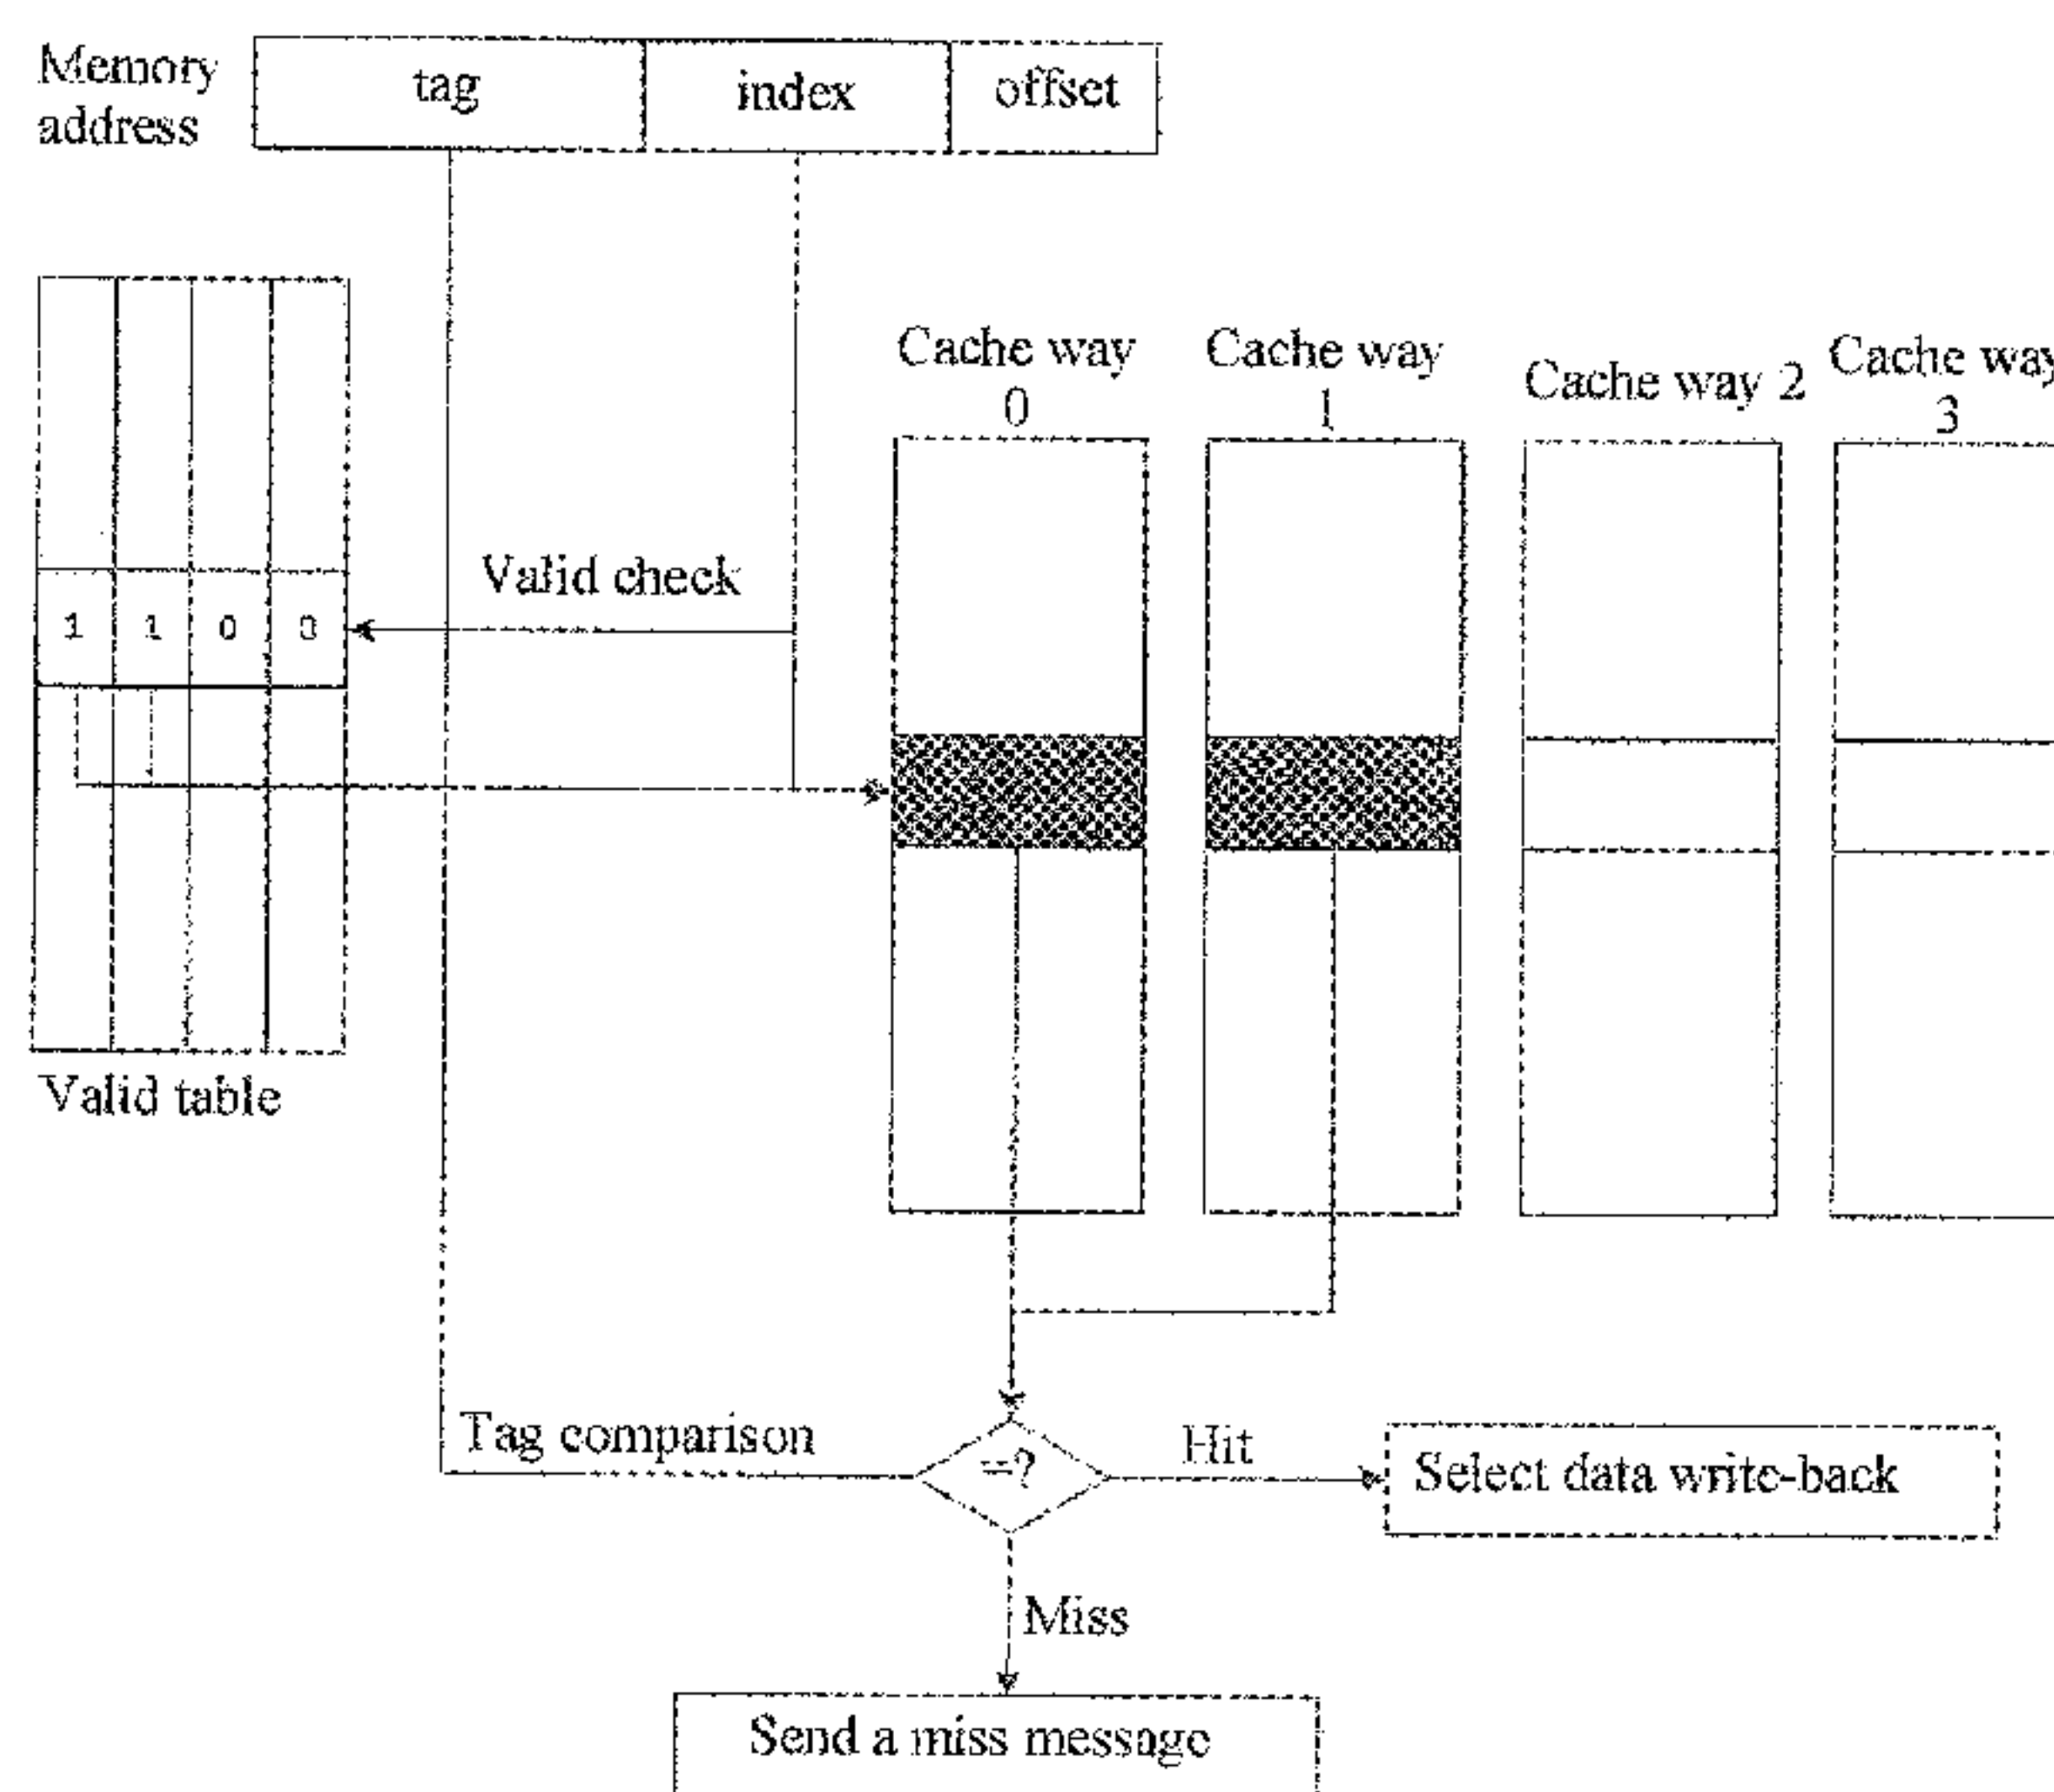 Memory
address
tag
index
offset
Cache way
0
Cache way
1
Cache way 2
Cache way
3
Valid check
1 1 0 0
Valid table
Tag comparison
=?
Hit
Select data write-back
Miss
Send a miss message